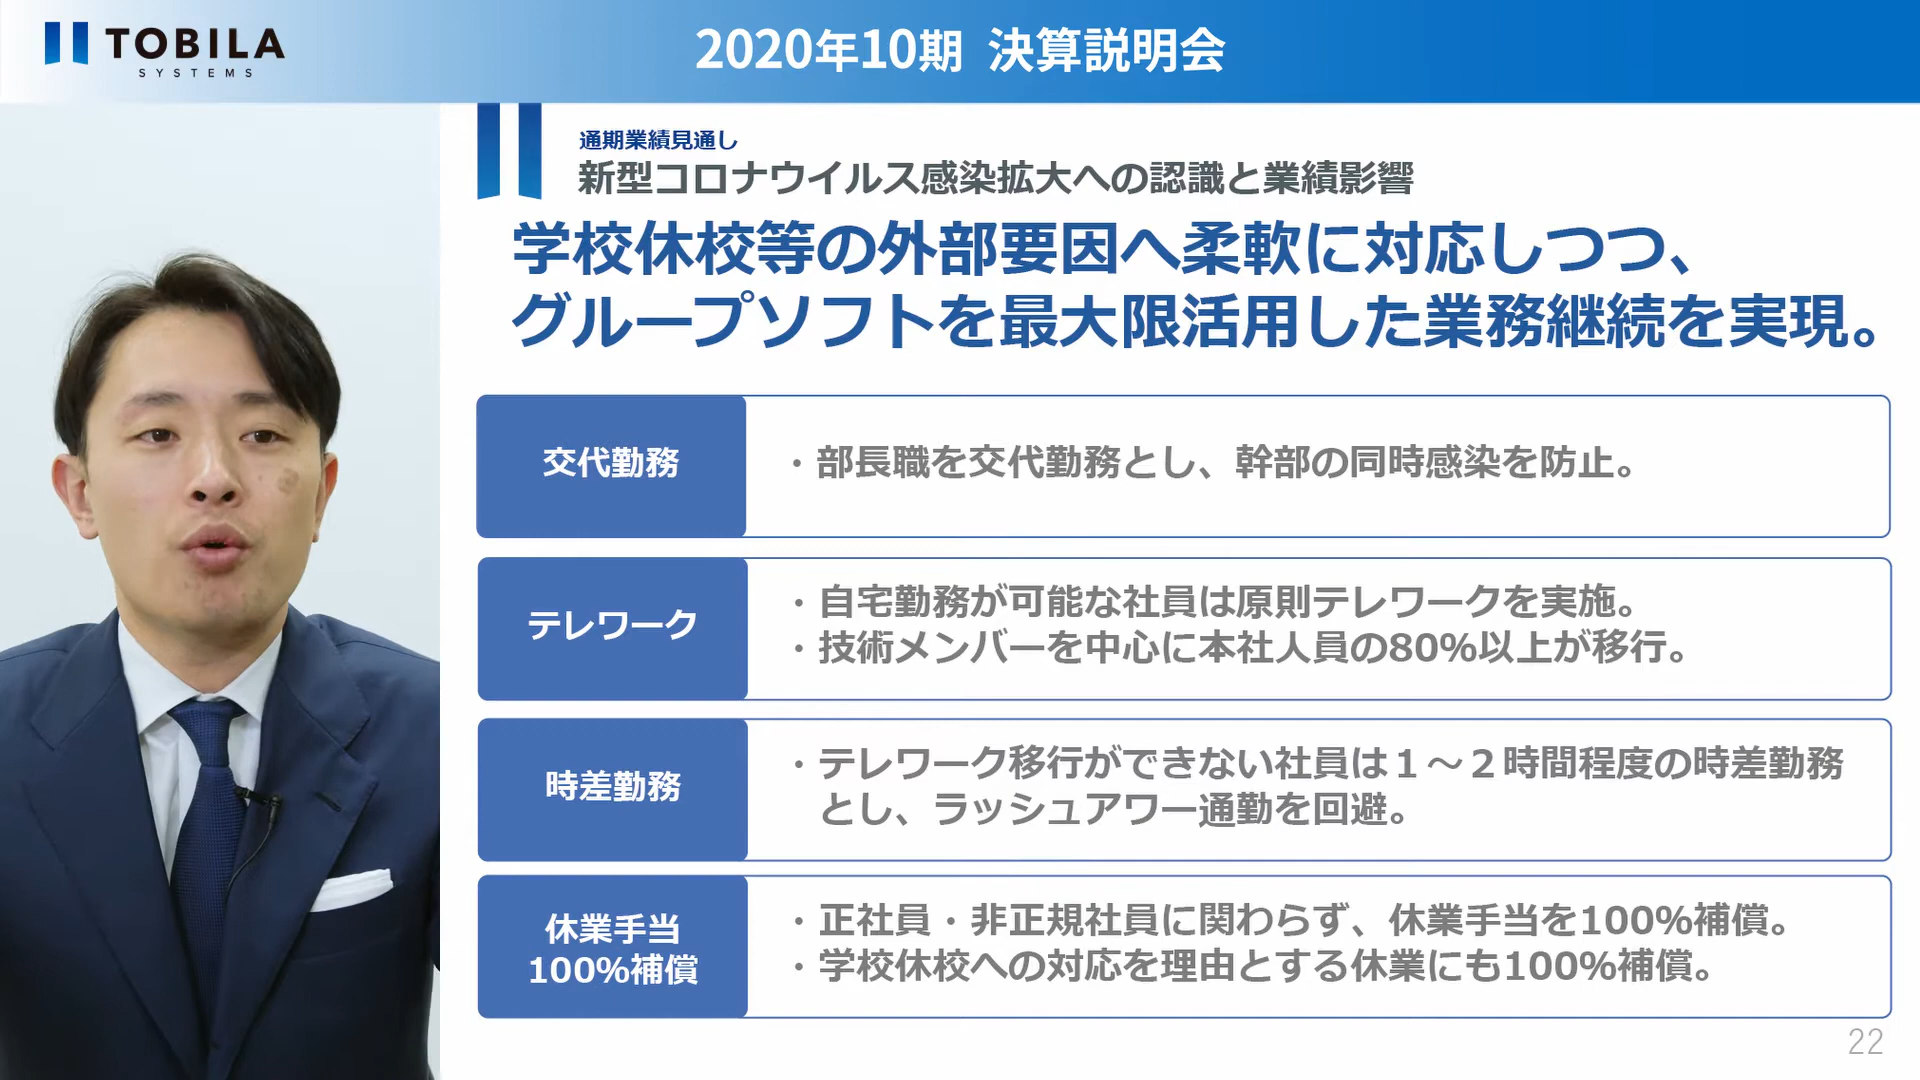 TOBILA
SYSTEMS
2020年10期 決算説明会
通期業績見通し
新型コロナウイルス感染拡大への認識と業績影響
学校休校等の外部要因へ柔軟に対応しつつ、
グループソフトを最大限活用した業務継続を実現。
交代勤務
・部長職を交代勤務とし、幹部の同時感染を防止。
テレワーク
・自宅勤務が可能な社員は原則テレワークを実施。
・技術メンバーを中心に本社人員の80%以上が移行。
時差勤務
・テレワーク移行ができない社員は１～２時間程度の時差勤務
とし、ラッシュアワー通勤を回避。
休業手当
100%補償
・正社員・非正規社員に関わらず、休業手当を100%補償。
・学校休校への対応を理由とする休業にも100%補償。
22